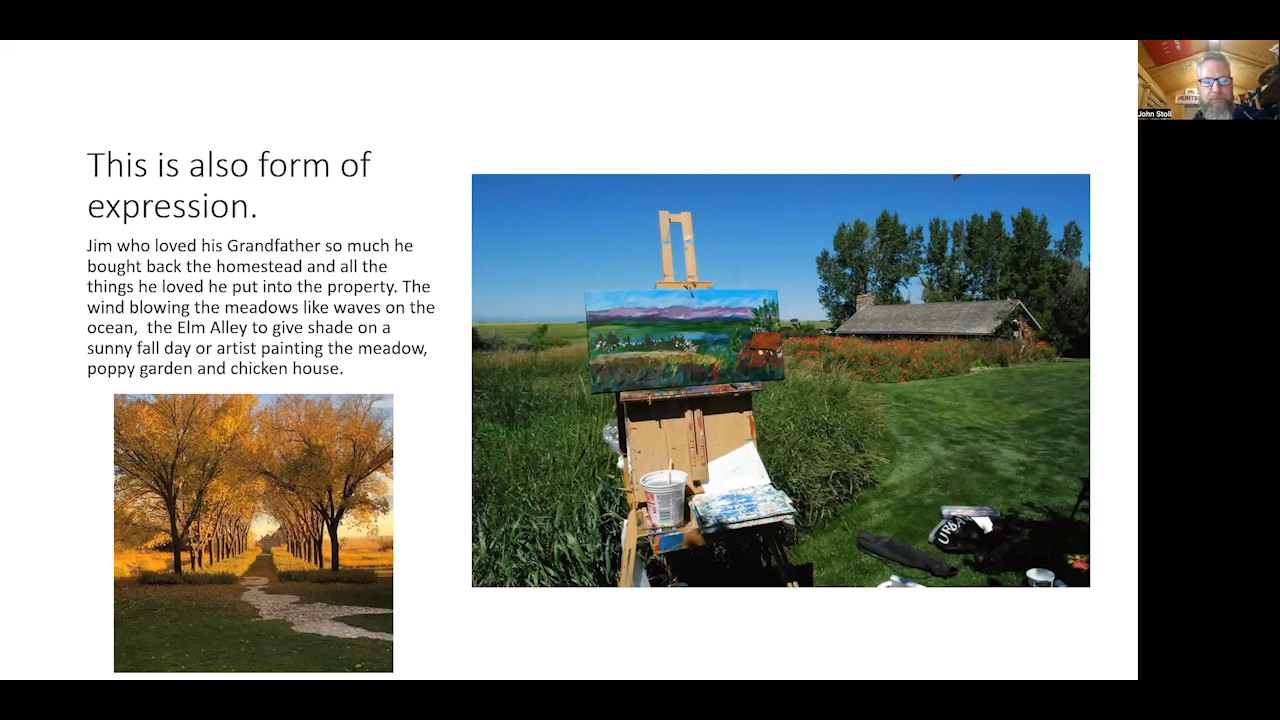 This is also form of
expression.
Jim who loved his Grandfather so much he
bought back the homestead and all the
things he loved he put into the property. The
wind blowing the meadows like waves on the
ocean,  the Elm Alley to give shade on a
sunny fall day or artist painting the meadow,
poppy garden and chicken house.
URBA
John Stoll